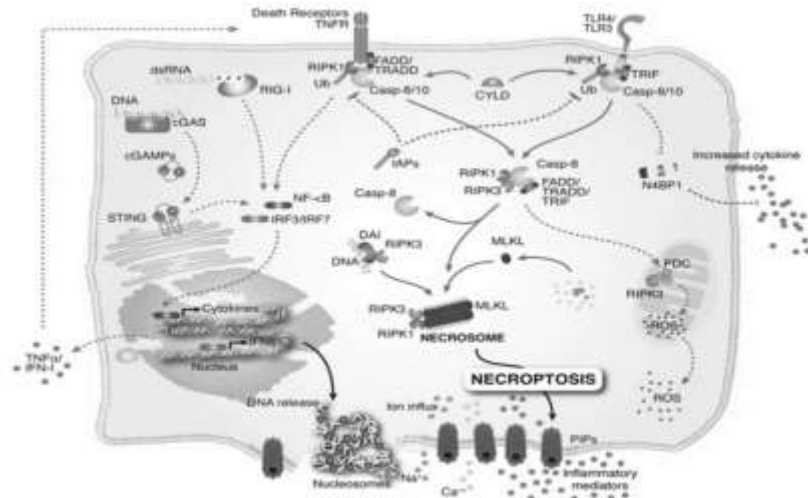 Death Receptors
TNFR
TLR4/
TLR3
RIPK1
FADD/
TRADD
Ub
Casp-8/10
CYLD
RIPK1
TRIF
Ub
Casp-8/10
dsRNA
RIG-I
DNA
cGAS
cGAMPs
STING
NF-κB
IRF3/IRF7
IAPs
Casp-8
RIPK1
RIPK3
Casp-8
FADD/
TRADD/
TRIF
N4BP1
Increased cytokine
release
DAI
DNA
RIPK3
MLKL
PDC
RIPK3
ROS
ROS
Cytokines
Nucleus
TNFα/
IFN-I
RIPK3
RIPK1
MLKL
NECROSOME
NECROPTOSIS
DNA release
Nucleosomes
Ion influx
Na⁺
PIPs
Inflammatory
mediators